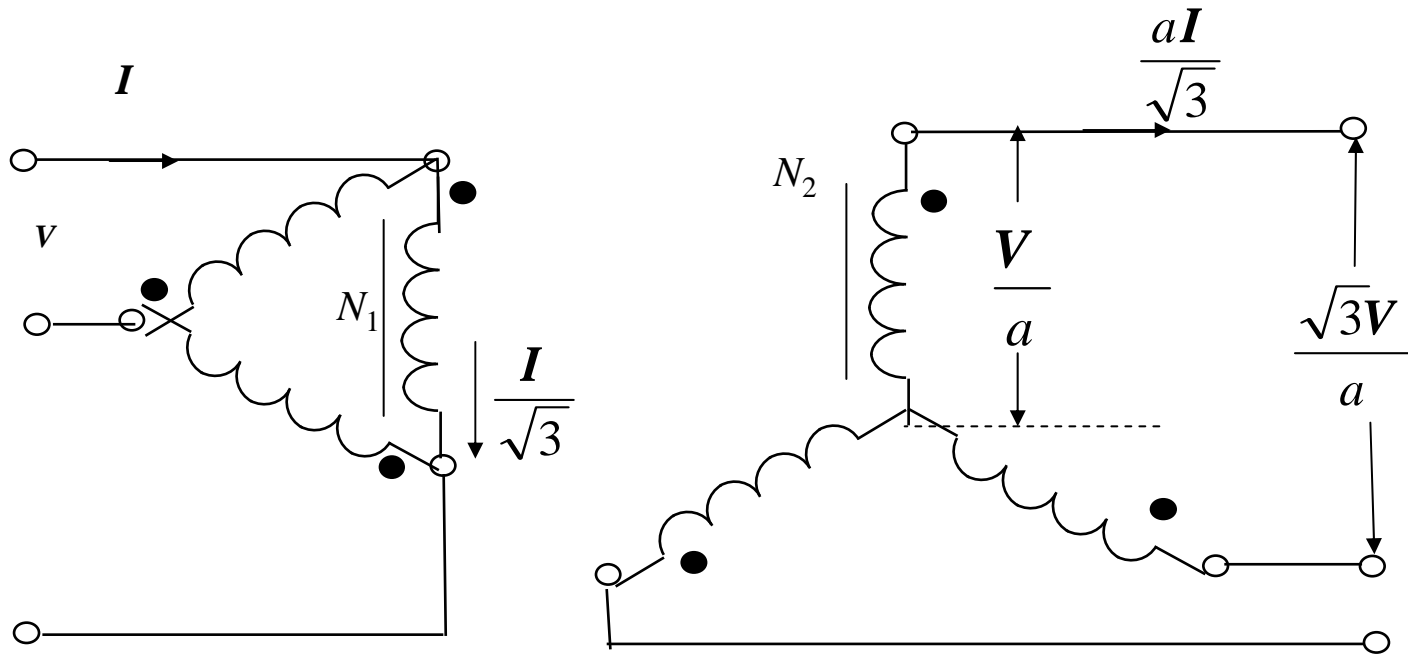 I
V
N₁
I/√3
N₂
aI/√3
V/a
√3V/a